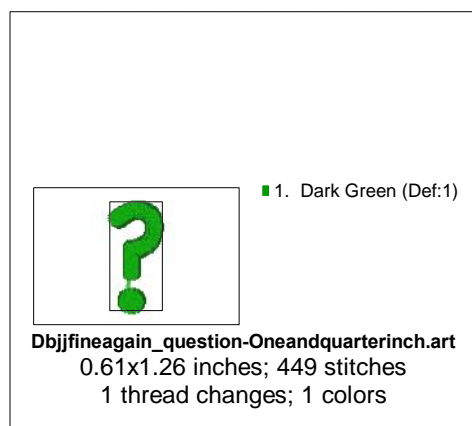 1. Dark Green (Def:1)
?
Dbjjfineagain_question-Oneandquarterinch.art
0.61x1.26 inches; 449 stitches
1 thread changes; 1 colors